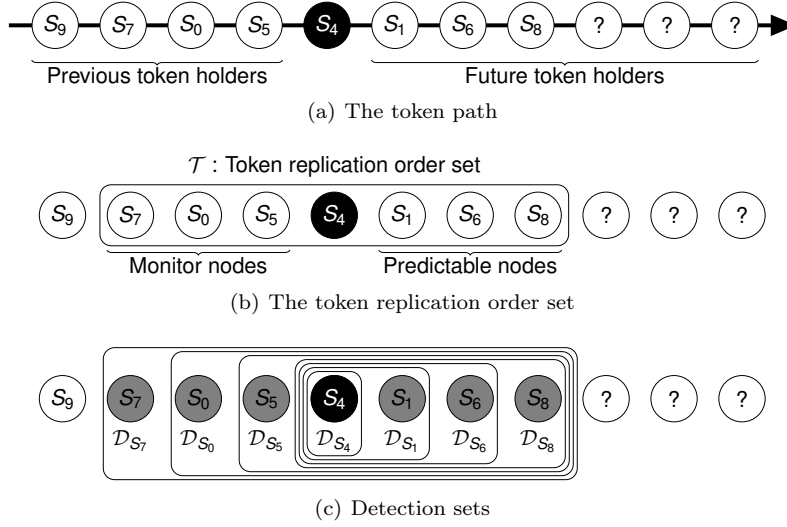 S9 S7 S0 S5 S4 S1 S6 S8 ? ? ?
Previous token holders Future token holders
(a) The token path
𝒯 : Token replication order set
S9 S7 S0 S5 S4 S1 S6 S8 ? ? ?
Monitor nodes Predictable nodes
(b) The token replication order set
S9 S7 S0 S5 S4 S1 S6 S8 ? ? ?
𝒟S7 𝒟S0 𝒟S5 𝒟S4 𝒟S1 𝒟S6 𝒟S8
(c) Detection sets